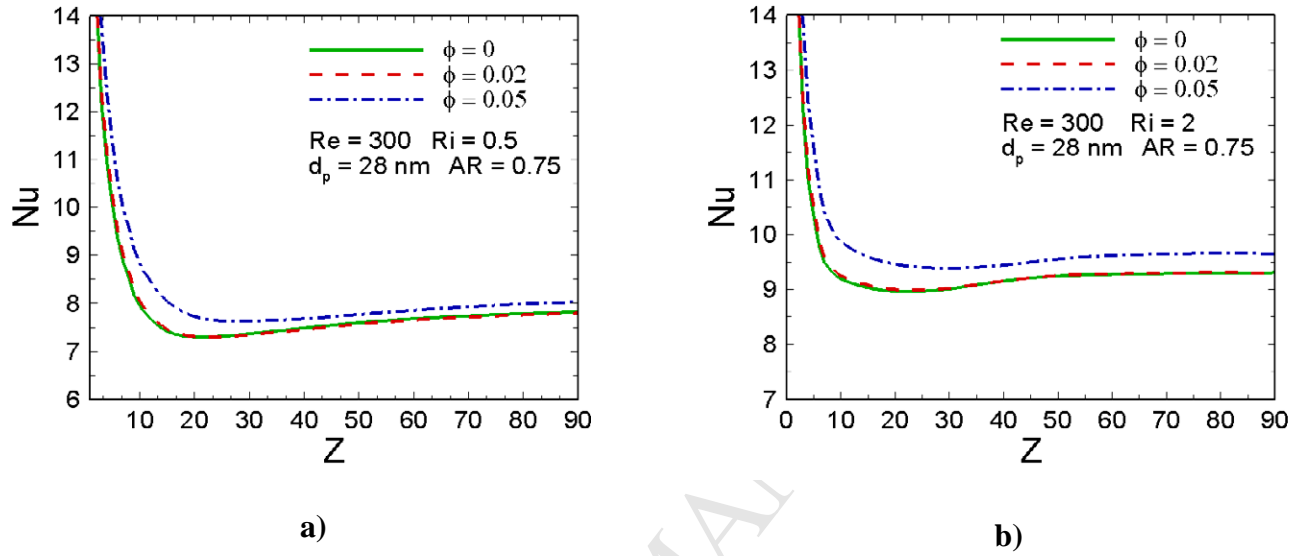 14
13
12
11
10
9
8
7
6
Nu
10 20 30 40 50 60 70 80 90
Z
ϕ = 0
ϕ = 0.02
ϕ = 0.05
Re = 300 Ri = 0.5
dₚ = 28 nm AR = 0.75
a)
14
13
12
11
10
9
8
7
Nu
0 10 20 30 40 50 60 70 80 90
Z
ϕ = 0
ϕ = 0.02
ϕ = 0.05
Re = 300 Ri = 2
dₚ = 28 nm AR = 0.75
b)
MA